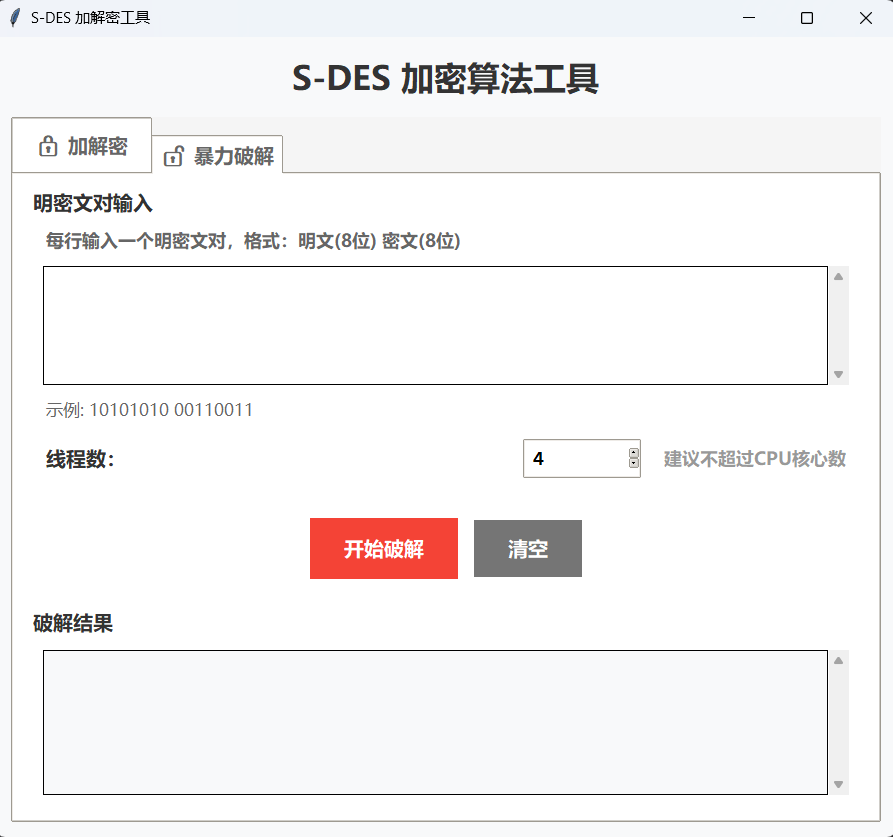 S-DES 加解密工具
S-DES 加密算法工具
加解密
暴力破解
明密文对输入
每行输入一个明密文对，格式：明文(8位) 密文(8位)
示例: 10101010 00110011
线程数：
4
建议不超过CPU核心数
开始破解
清空
破解结果